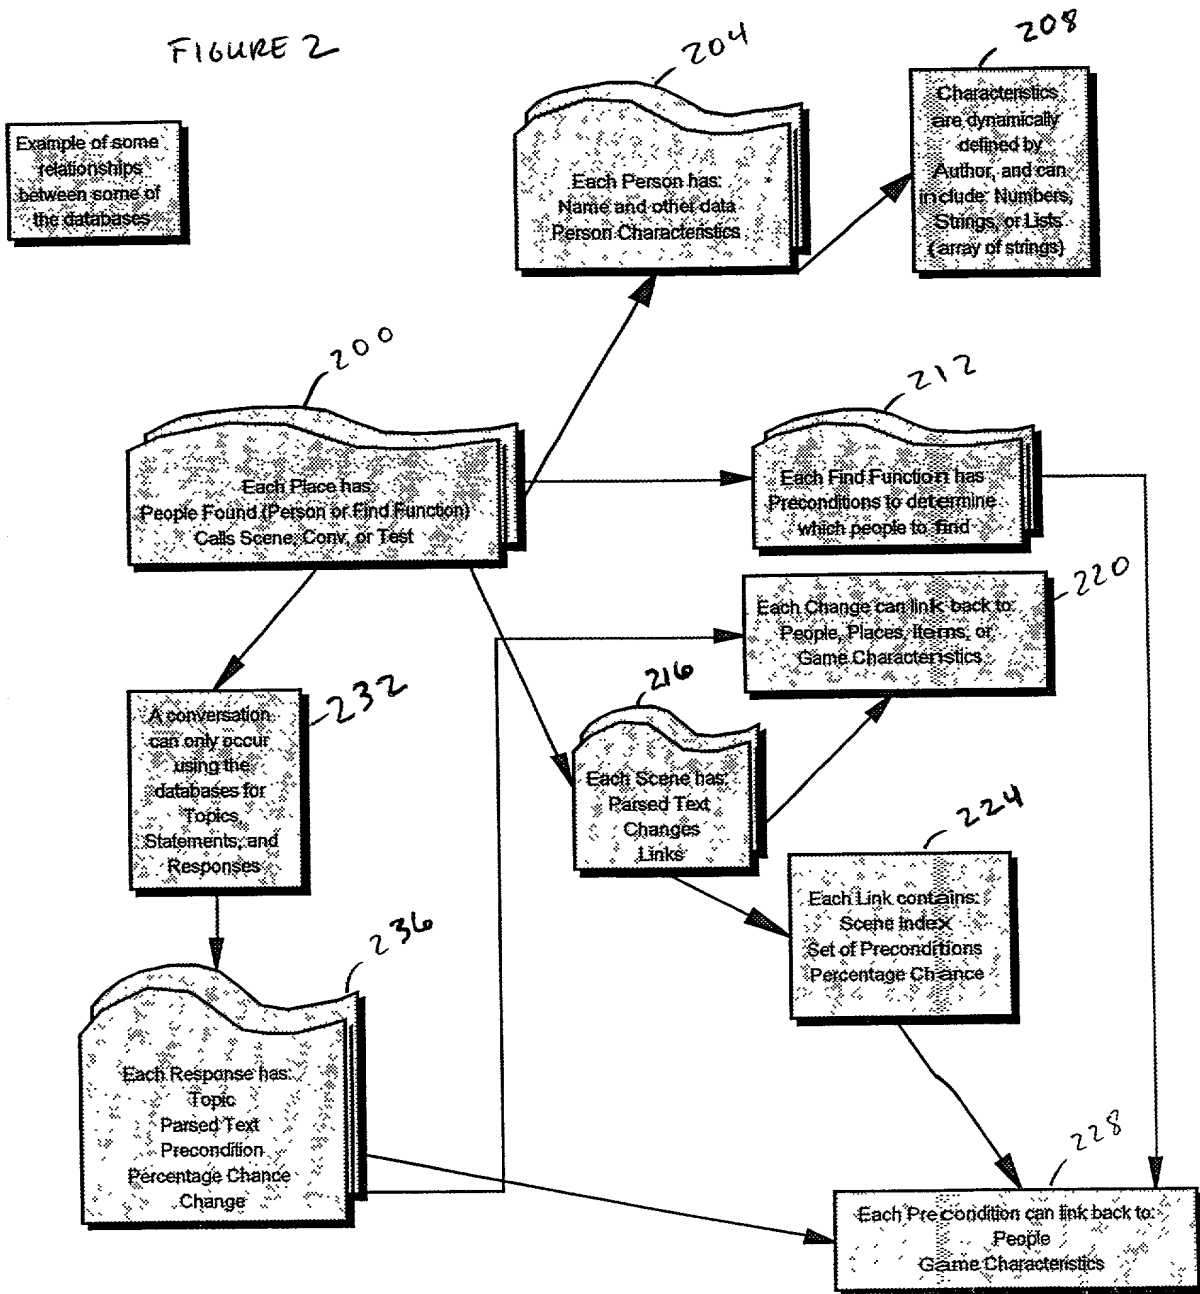 FIGURE 2
204
208
Example of some
relationships
between some of
the databases
Each Person has:
Name and other data
Person Characteristics
Characteristics
are dynamically
defined by
Author, and can
include: Numbers,
Strings, or Lists
(array of strings)
200
212
Each Place has:
People Found (Person or Find Function)
Calls Scene, Conv, or Test
Each Find Function has
Preconditions to determine
which people to find
220
Each Change can link back to:
People, Places, Items, or
Game Characteristics
232
A conversation
can only occur
using the
databases for
Topics,
Statements, and
Responses
216
Each Scene has:
Parsed Text
Changes
Links
224
Each Link contains:
Scene Index
Set of Preconditions
Percentage Chance
236
Each Response has:
Topic
Parsed Text
Precondition
Percentage Chance
Change
228
Each Precondition can link back to:
People
Game Characteristics